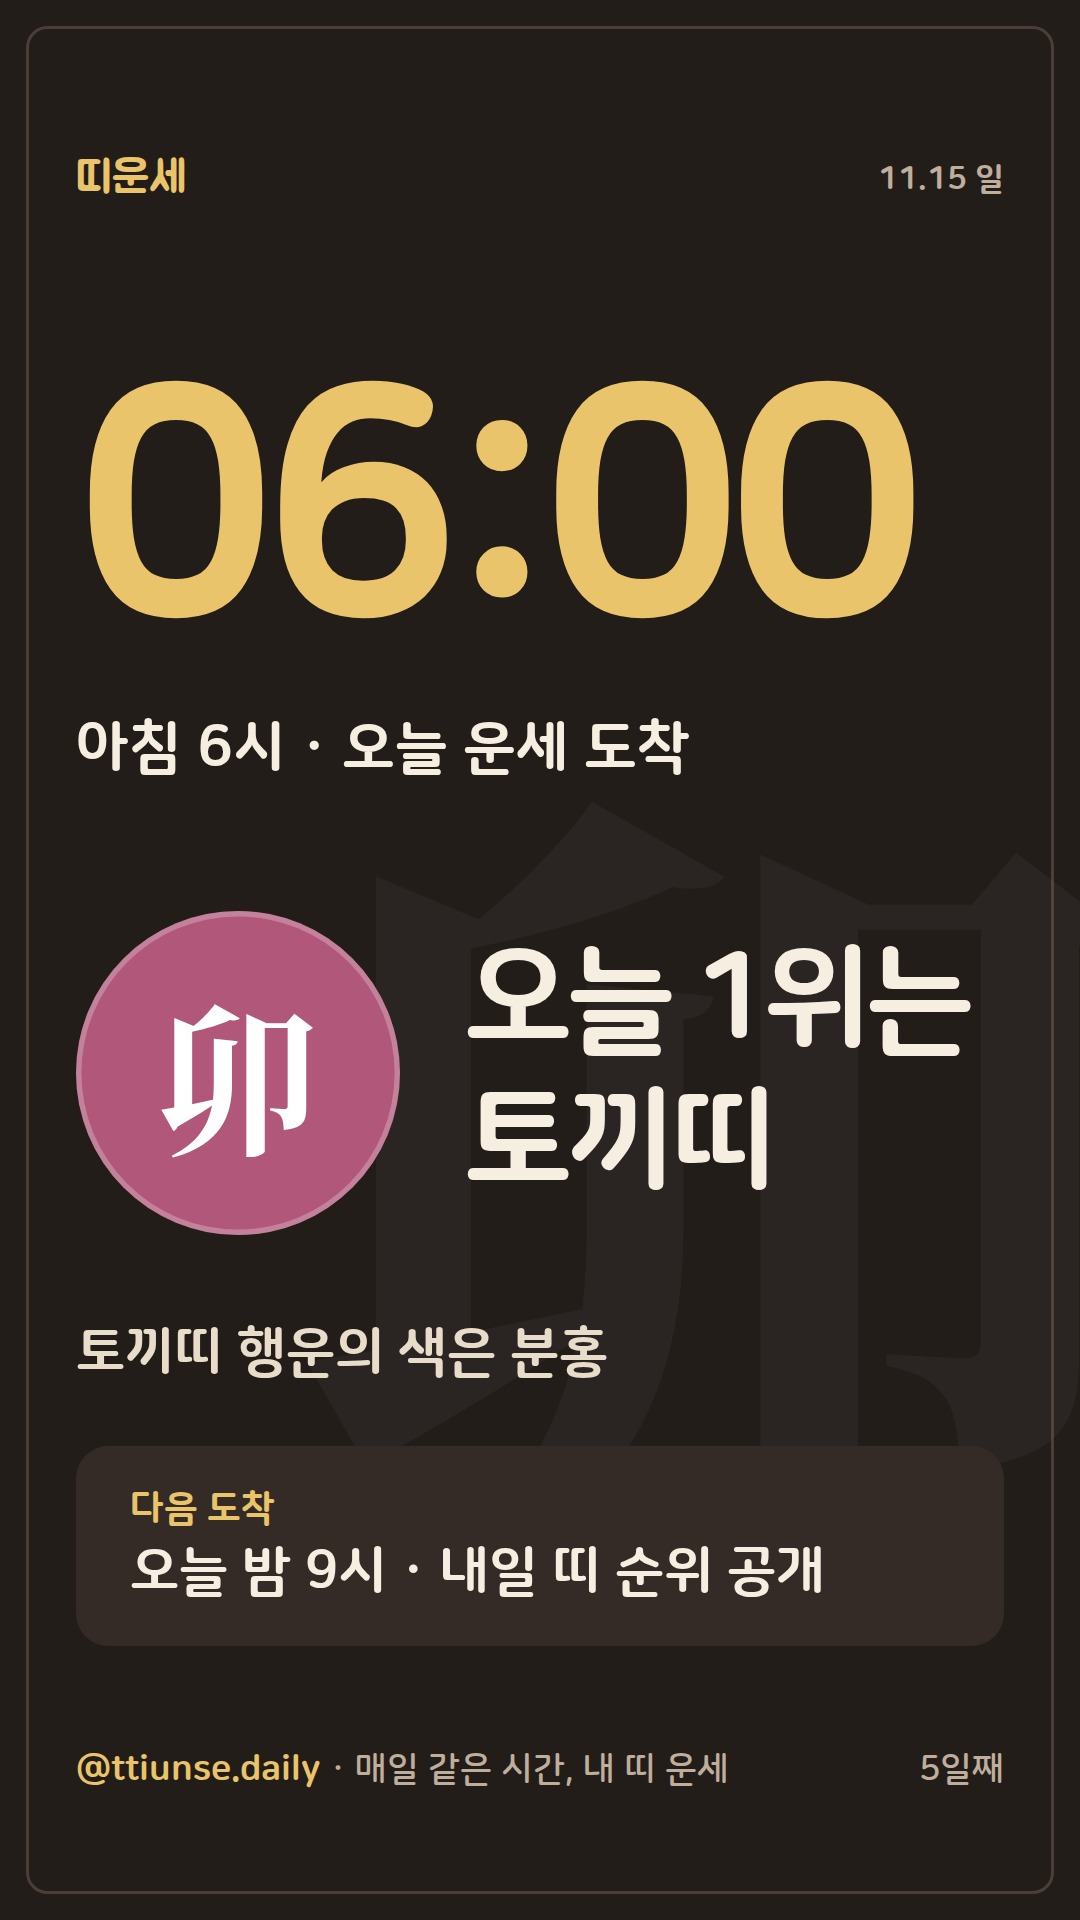 띠운세
11.15 일
06:00
아침 6시 · 오늘 운세 도착
卯
오늘 1위는
토끼띠
토끼띠 행운의 색은 분홍
다음 도착
오늘 밤 9시 · 내일 띠 순위 공개
@ttiunse.daily · 매일 같은 시간, 내 띠 운세
5일째